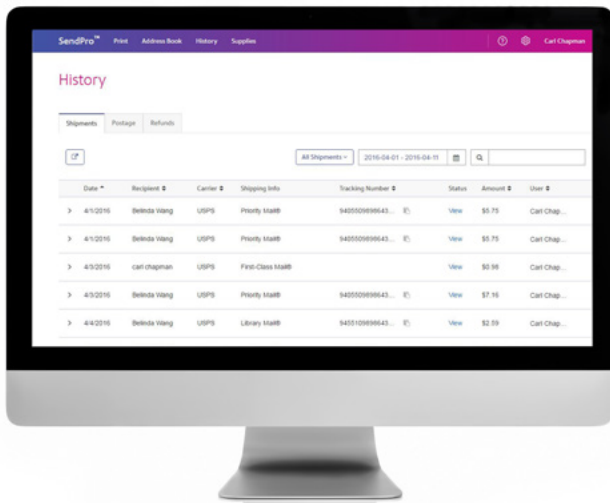 SendPro™ Print Address Book History Supplies Carl Chapman
History
Shipments Postage Refunds
All Shipments 2016-04-01 - 2016-04-11
Date Recipient Carrier Shipping Info Tracking Number Status Amount User
4/1/2016 Belinda Wang USPS Priority Mail® 9405509898643... View $5.75 Carl Chap...
4/1/2016 Belinda Wang USPS Priority Mail® 9405509898643... View $5.75 Carl Chap...
4/3/2016 carl chapman USPS First-Class Mail® View $0.98 Carl Chap...
4/3/2016 Belinda Wang USPS Priority Mail® 9405509898643... View $7.16 Carl Chap...
4/4/2016 Belinda Wang USPS Library Mail® 9455109898643... View $2.59 Carl Chap...